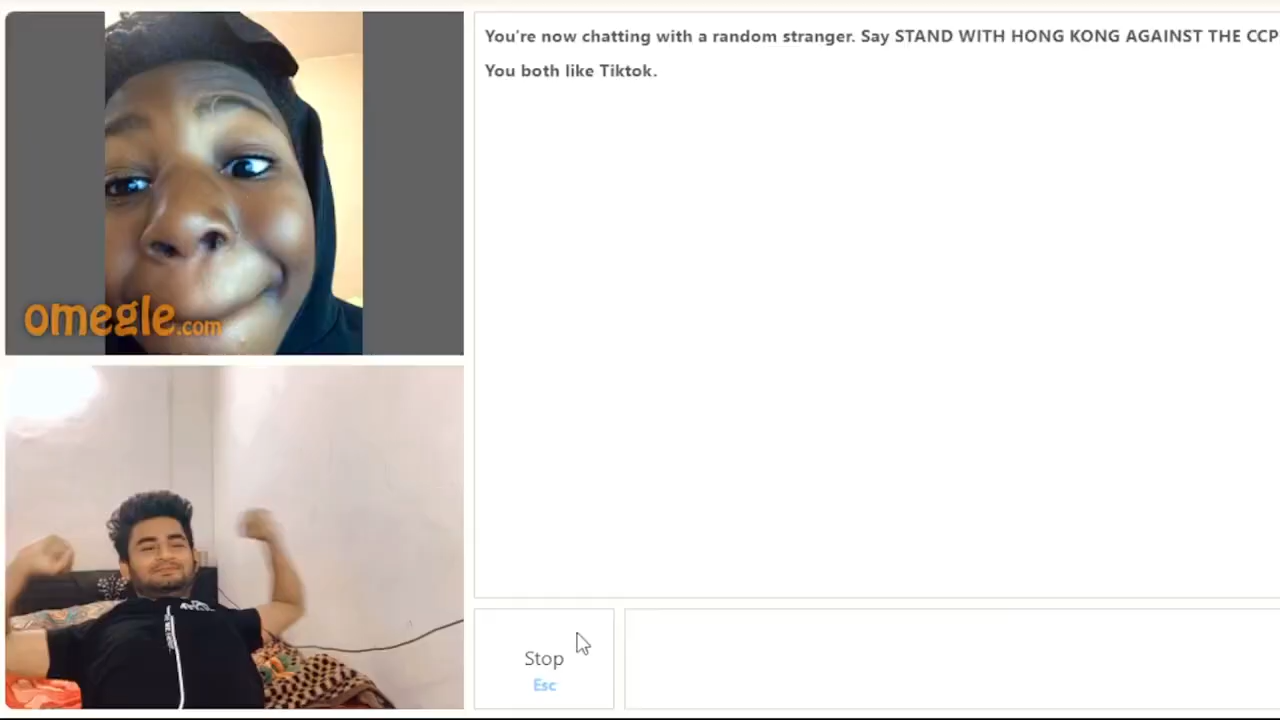 You're now chatting with a random stranger. Say STAND WITH HONG KONG AGAINST THE CCP
You both like Tiktok.
omegle.com
Stop
Esc